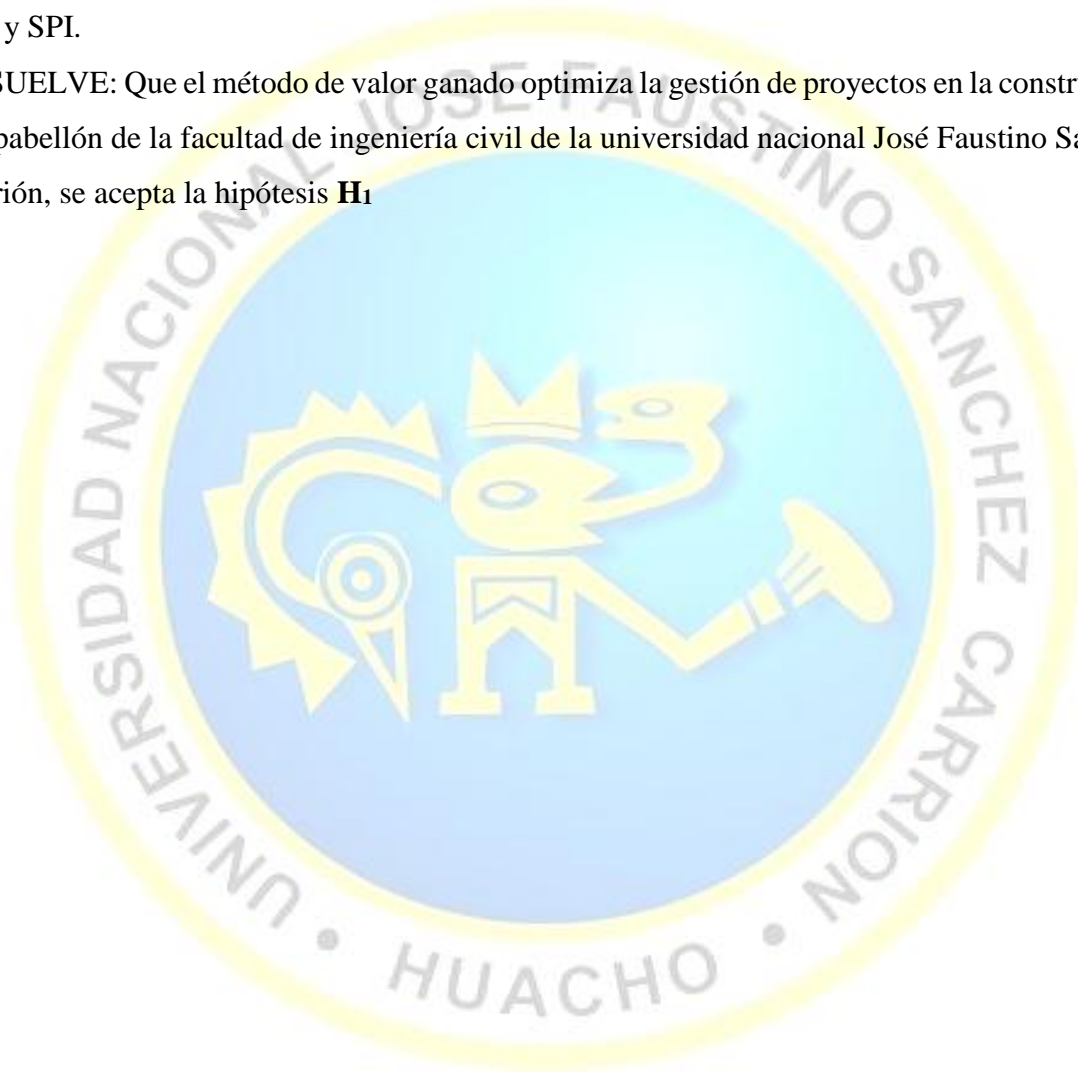 y SPI.
SUELVE: Que el método de valor ganado optimiza la gestión de proyectos en la constr
pabellón de la facultad de ingeniería civil de la universidad nacional José Faustino Sa
rión, se acepta la hipótesis H1
UNIVERSIDAD NACIONAL JOSE FAUSTINO SANCHEZ CARRION
• HUACHO •